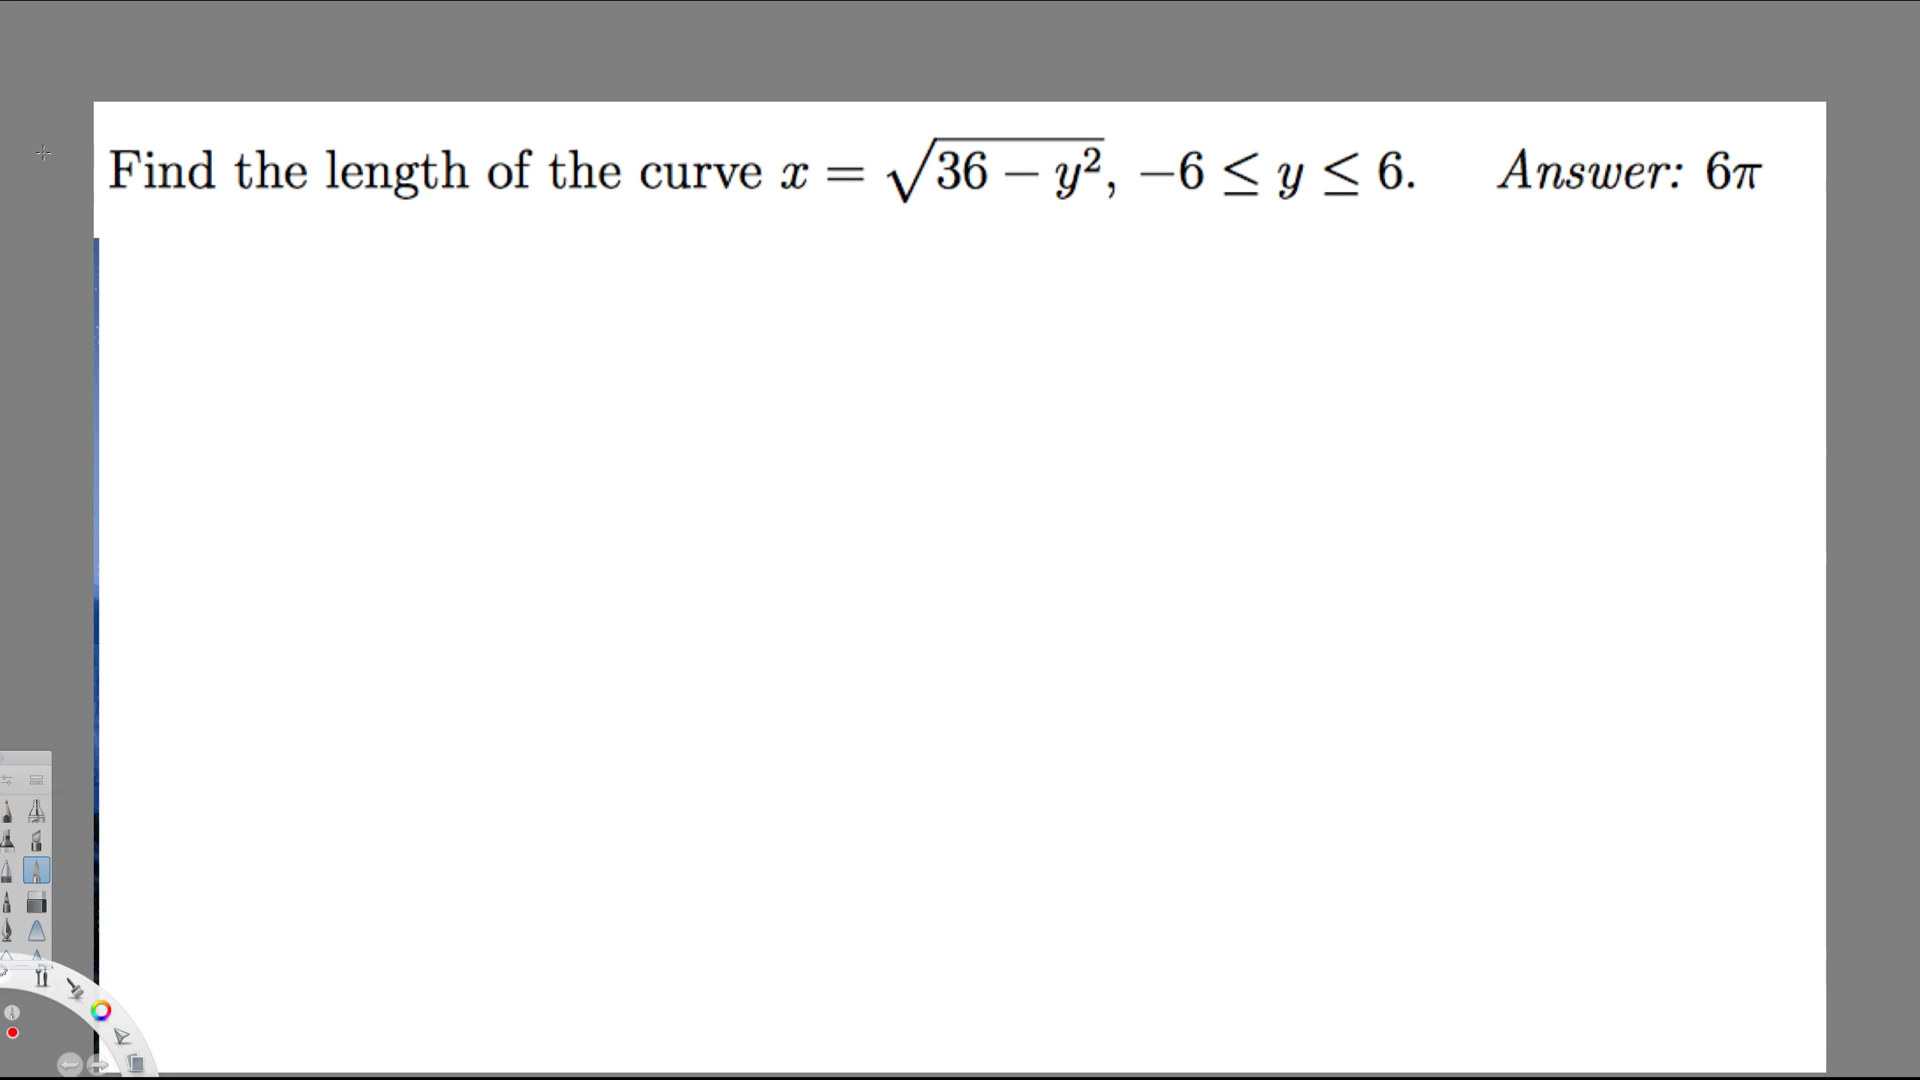 Find the length of the curve x = √(36 − y²), −6 ≤ y ≤ 6. Answer: 6π